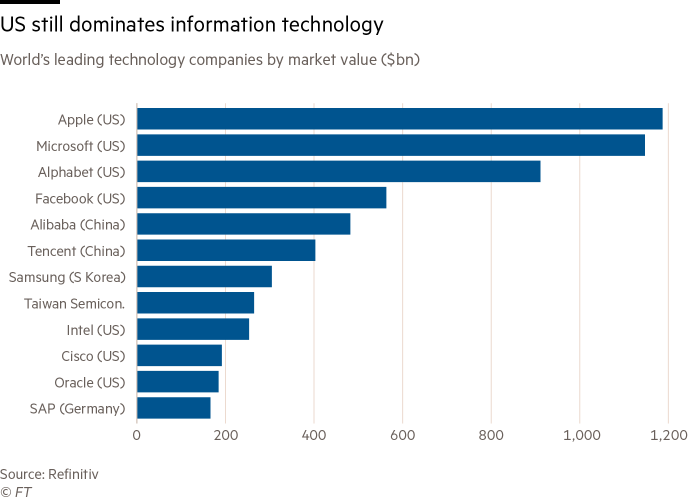 US still dominates information technology
World’s leading technology companies by market value ($bn)
Apple (US)
Microsoft (US)
Alphabet (US)
Facebook (US)
Alibaba (China)
Tencent (China)
Samsung (S Korea)
Taiwan Semicon.
Intel (US)
Cisco (US)
Oracle (US)
SAP (Germany)
0 200 400 600 800 1,000 1,200
Source: Refinitiv
© FT